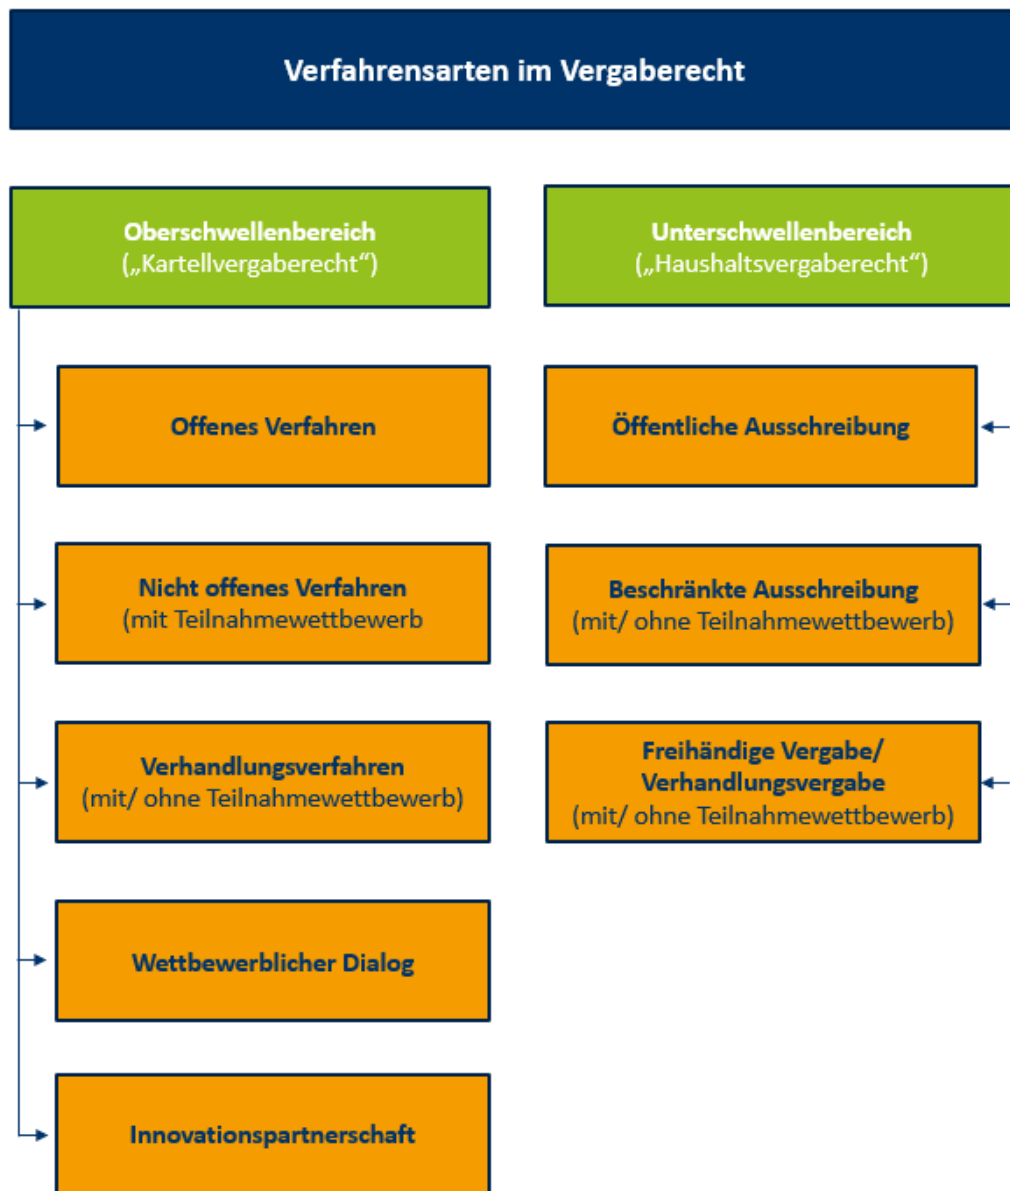 Verfahrensarten im Vergaberecht
Oberschwellenbereich
(„Kartellvergaberecht“)
Unterschwellenbereich
(„Haushaltsvergaberecht“)
Offenes Verfahren
Öffentliche Ausschreibung
Nicht offenes Verfahren
(mit Teilnahmewettbewerb
Beschränkte Ausschreibung
(mit/ ohne Teilnahmewettbewerb)
Verhandlungsverfahren
(mit/ ohne Teilnahmewettbewerb)
Freihändige Vergabe/
Verhandlungsvergabe
(mit/ ohne Teilnahmewettbewerb)
Wettbewerblicher Dialog
Innovationspartnerschaft